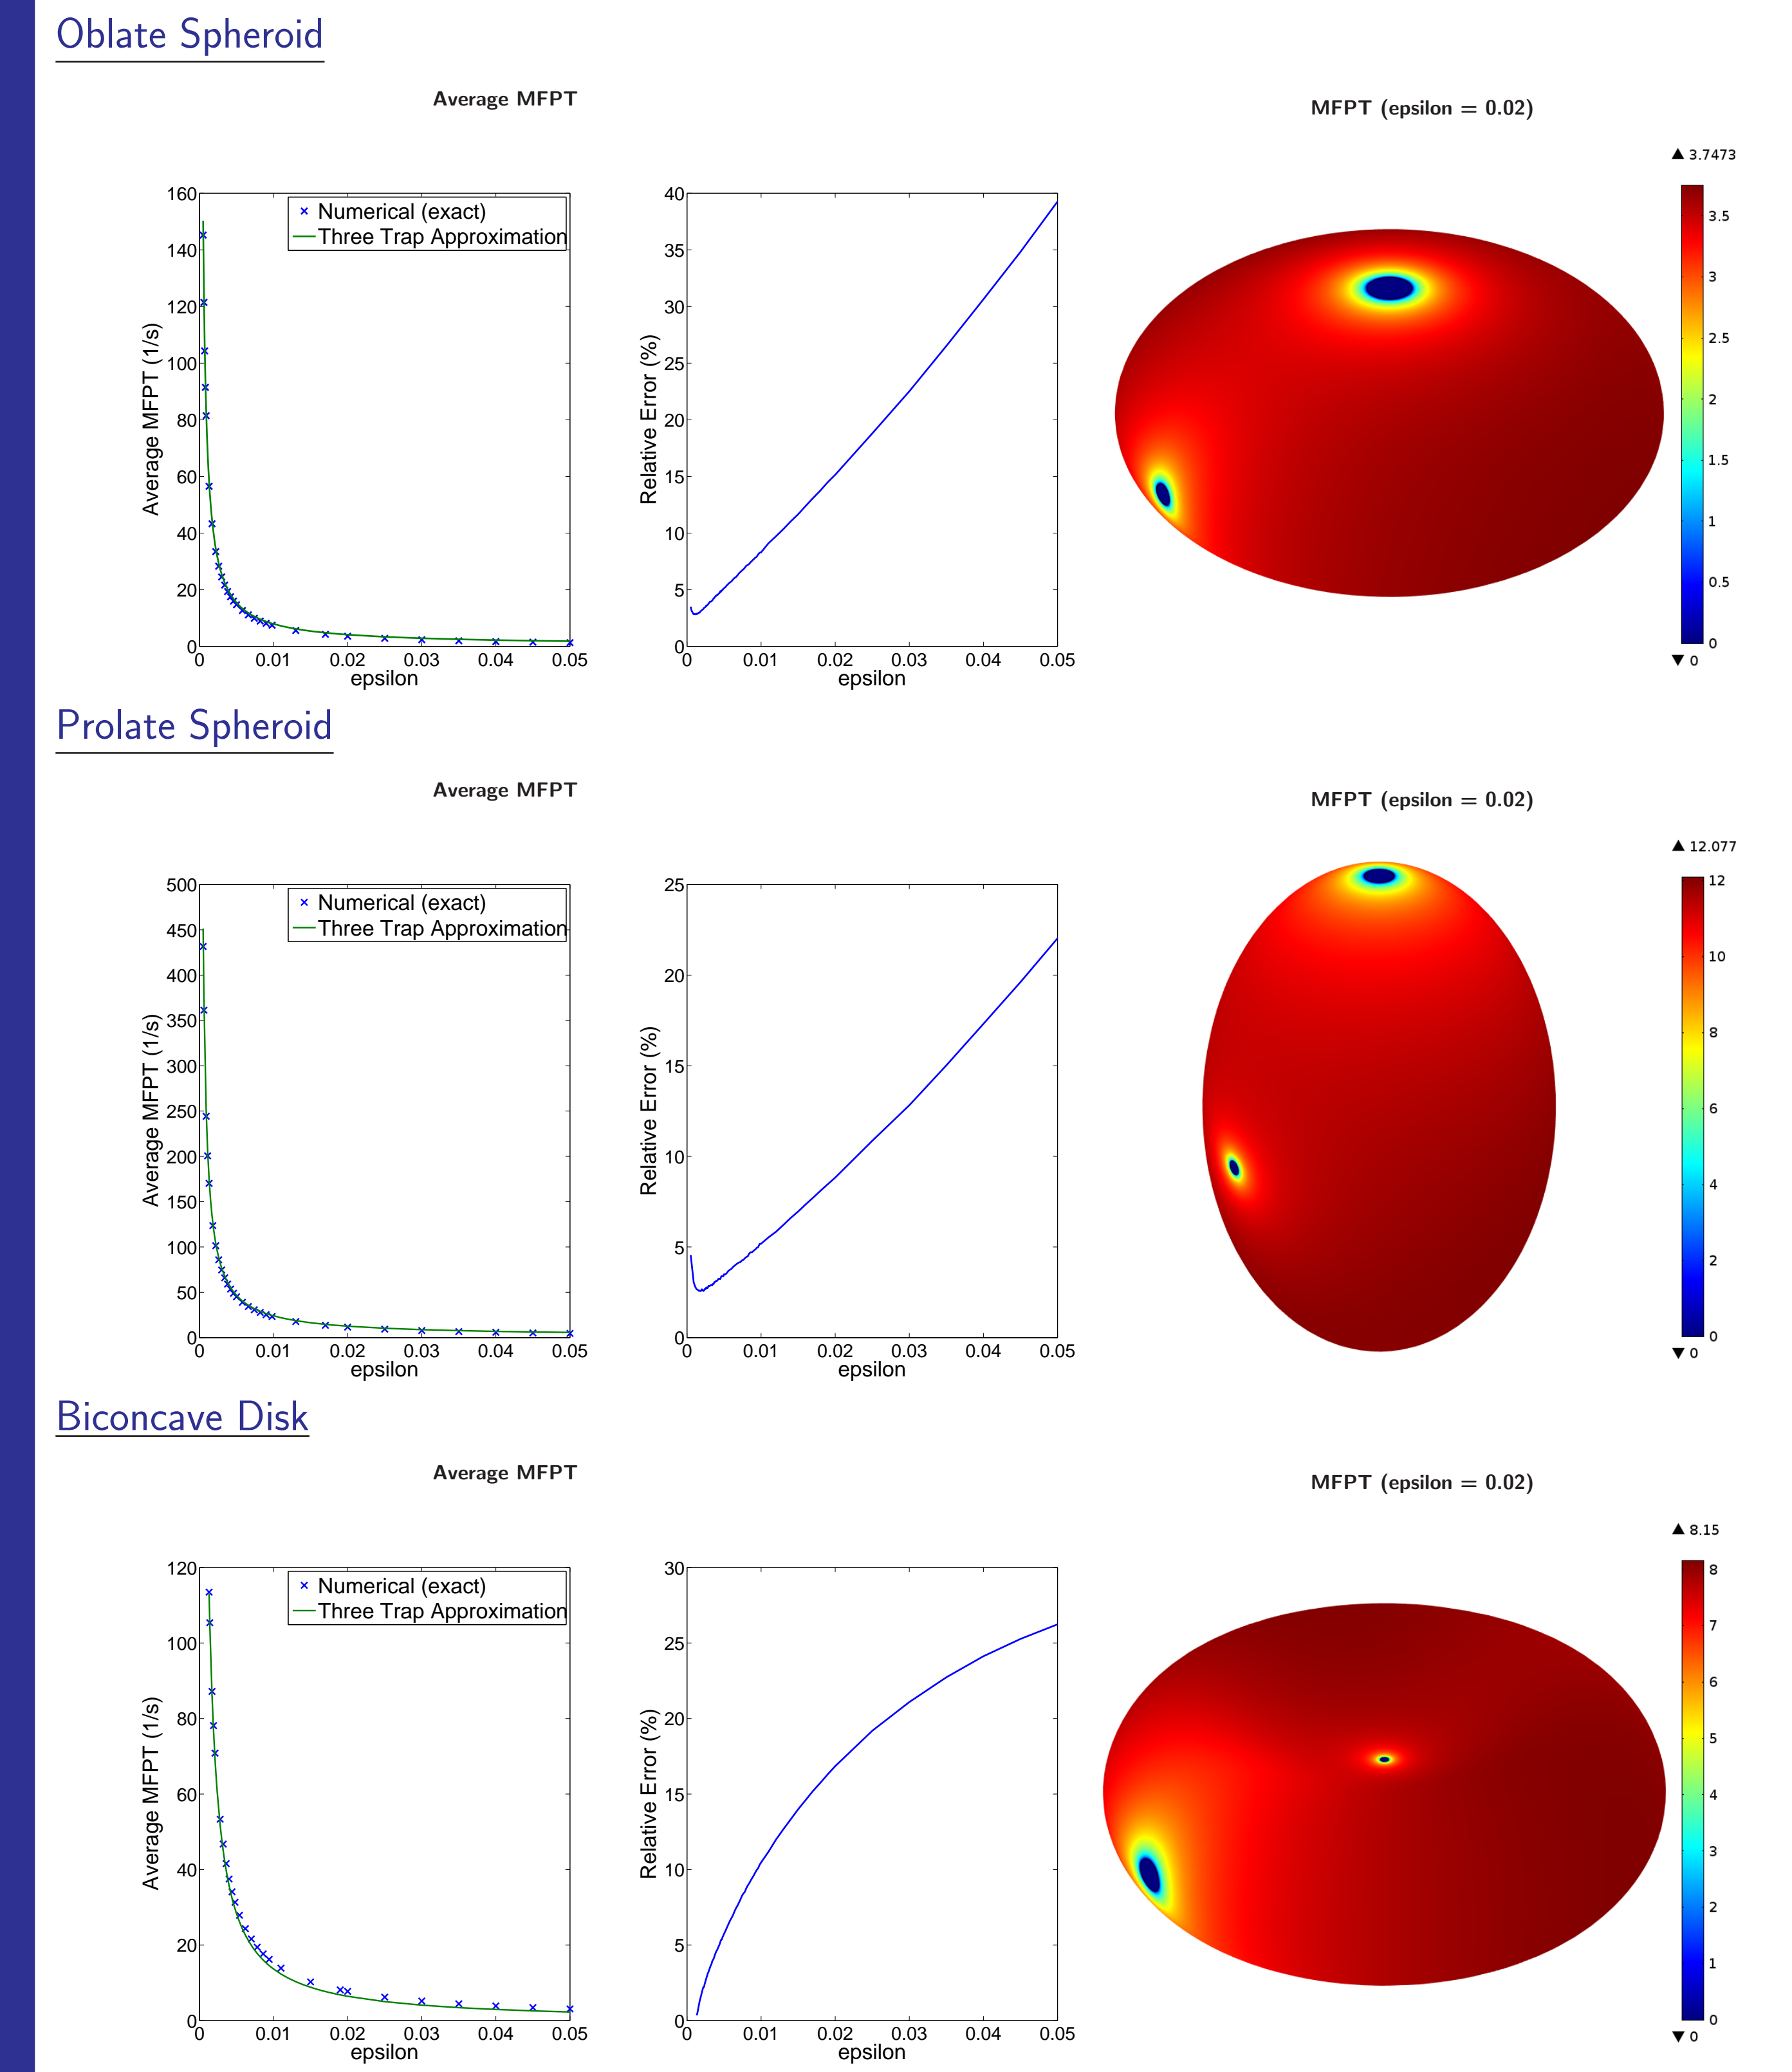 Oblate Spheroid
Average MFPT
MFPT (epsilon = 0.02)
160
140
120
100
80
60
40
20
0
Average MFPT (1/s)
Numerical (exact)
Three Trap Approximation
0 0.01 0.02 0.03 0.04 0.05
epsilon
40
35
30
25
20
15
10
5
0
Relative Error (%)
0 0.01 0.02 0.03 0.04 0.05
epsilon
▲ 3.7473
3.5
3
2.5
2
1.5
1
0.5
0
▼ 0
Prolate Spheroid
Average MFPT
MFPT (epsilon = 0.02)
500
450
400
350
300
250
200
150
100
50
0
Average MFPT (1/s)
Numerical (exact)
Three Trap Approximation
0 0.01 0.02 0.03 0.04 0.05
epsilon
25
20
15
10
5
0
Relative Error (%)
0 0.01 0.02 0.03 0.04 0.05
epsilon
▲ 12.077
12
10
8
6
4
2
0
▼ 0
Biconcave Disk
Average MFPT
MFPT (epsilon = 0.02)
120
100
80
60
40
20
0
Average MFPT (1/s)
Numerical (exact)
Three Trap Approximation
0 0.01 0.02 0.03 0.04 0.05
epsilon
30
25
20
15
10
5
0
Relative Error (%)
0 0.01 0.02 0.03 0.04 0.05
epsilon
▲ 8.15
8
7
6
5
4
3
2
1
0
▼ 0